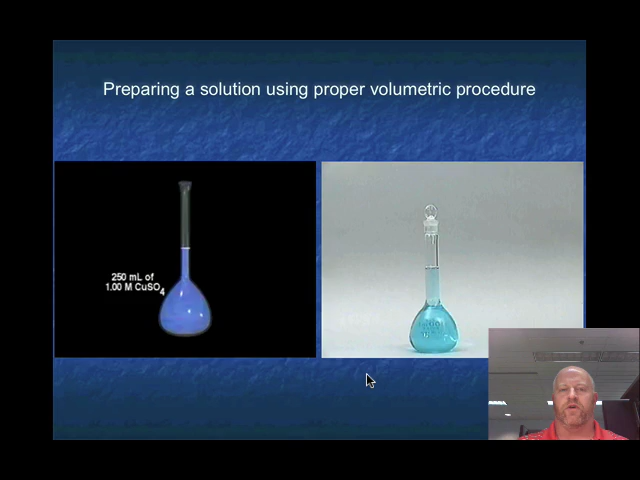 Preparing a solution using proper volumetric procedure
250 mL of
1.00 M CuSO4